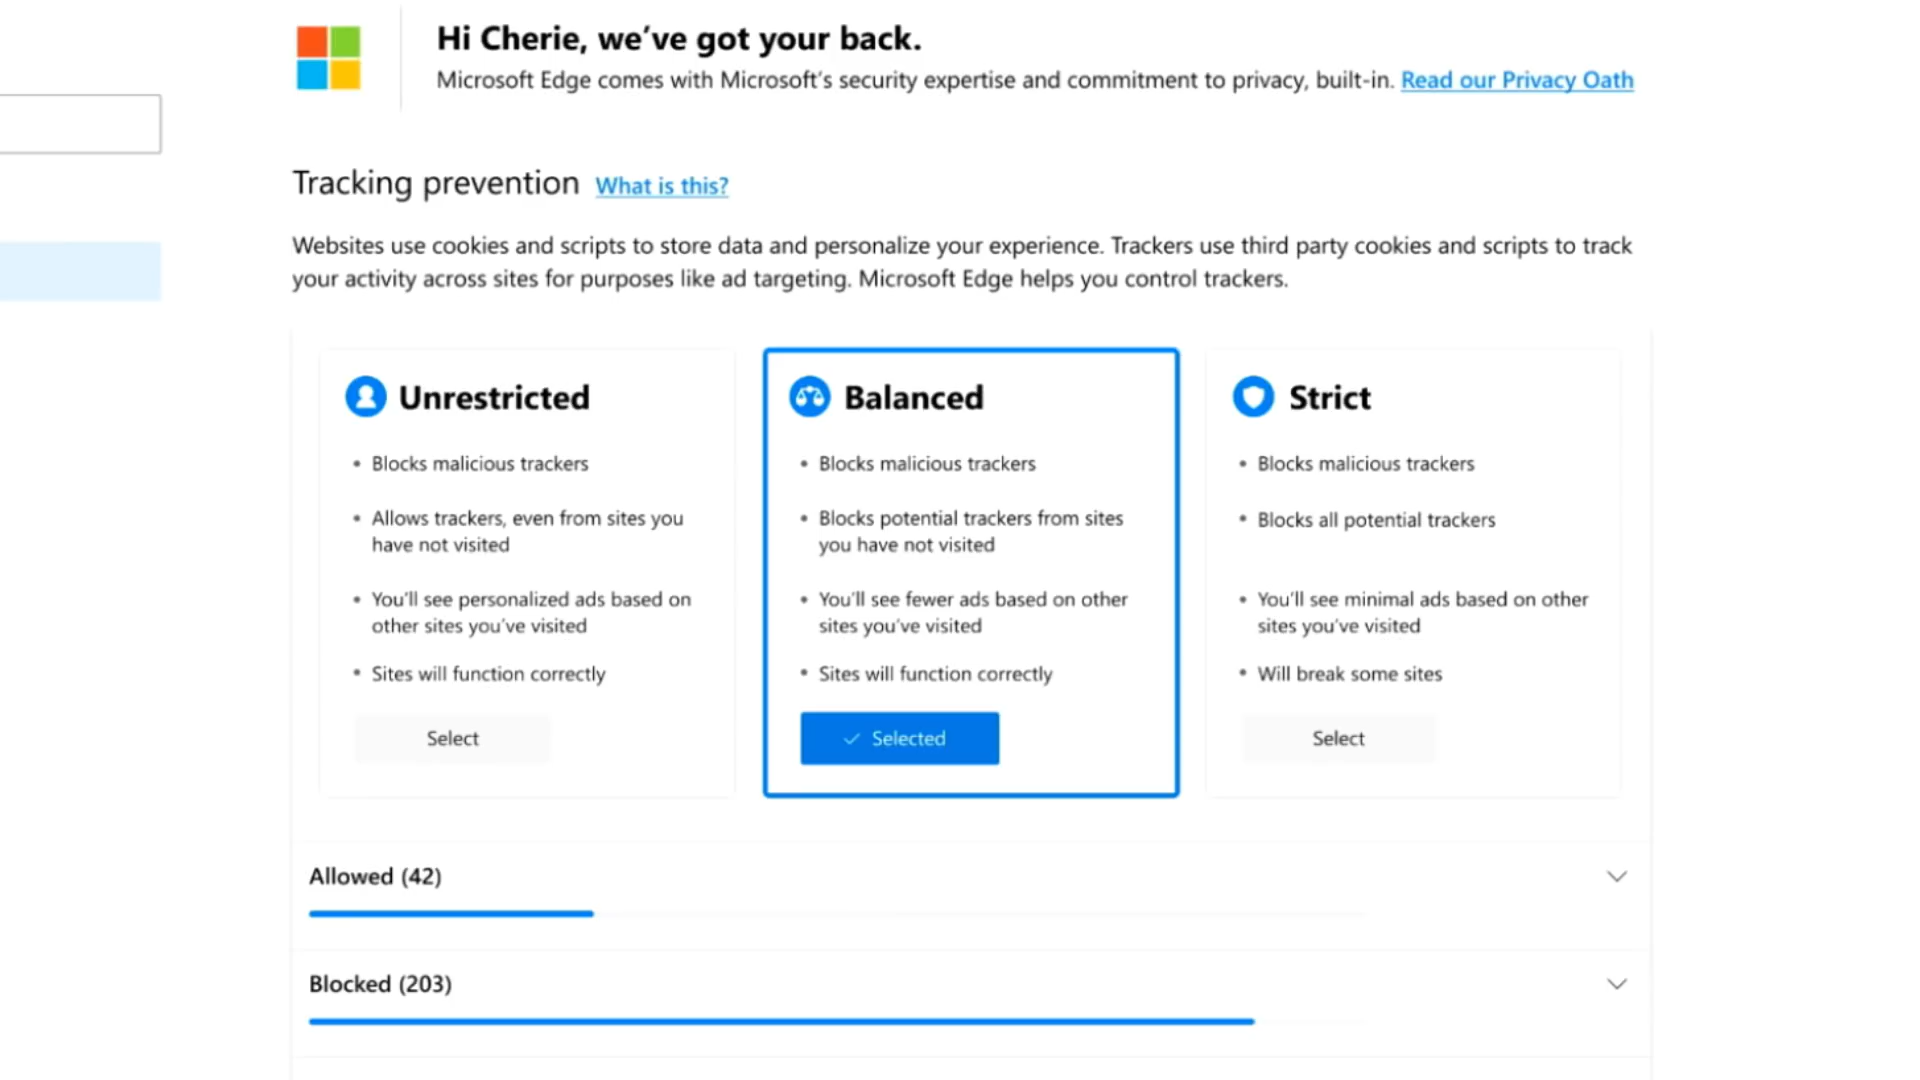 Hi Cherie, we've got your back.
Microsoft Edge comes with Microsoft's security expertise and commitment to privacy, built-in. Read our Privacy Oath
Tracking prevention What is this?
Websites use cookies and scripts to store data and personalize your experience. Trackers use third party cookies and scripts to track
your activity across sites for purposes like ad targeting. Microsoft Edge helps you control trackers.
Unrestricted
• Blocks malicious trackers
• Allows trackers, even from sites you
have not visited
• You'll see personalized ads based on
other sites you've visited
• Sites will function correctly
Select
Balanced
• Blocks malicious trackers
• Blocks potential trackers from sites
you have not visited
• You'll see fewer ads based on other
sites you've visited
• Sites will function correctly
Selected
Strict
• Blocks malicious trackers
• Blocks all potential trackers
• You'll see minimal ads based on other
sites you've visited
• Will break some sites
Select
Allowed (42)
Blocked (203)